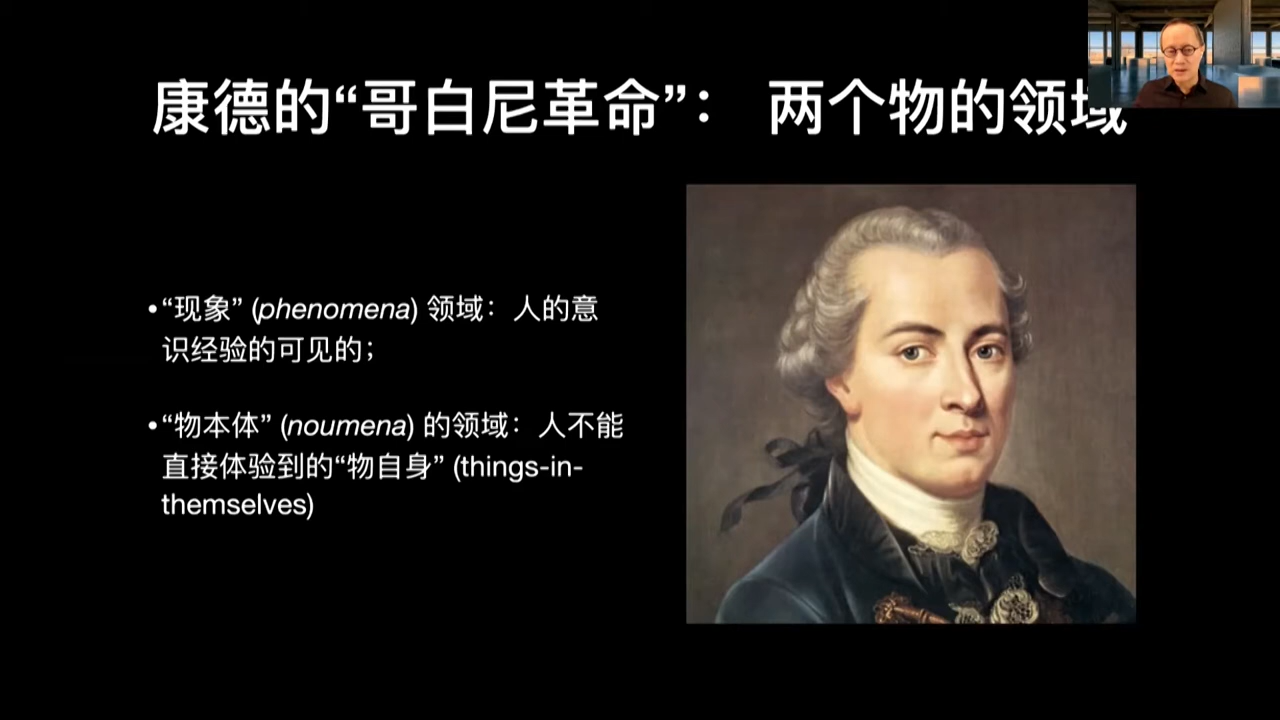 康德的“哥白尼革命”： 两个物的领域
•“现象” (phenomena) 领域：人的意
识经验的可见的；
•“物本体” (noumena) 的领域：人不能
直接体验到的“物自身” (things-in-
themselves)